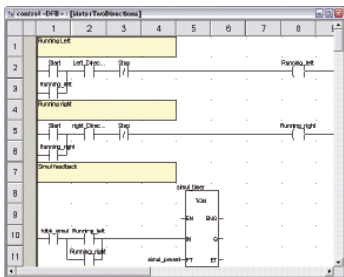 control <DFB> : [MotorTwoDirections]
1 2 3 4 5 6 7 8
1 Running Left
2 Start Left_Direc... Stop Running_left
3 Running_left
4 Running right
5 Start right_Direc... Stop Running_right
6 Running_right
7 Simul feedback
8 simul_timer
TON
9 EN ENO
10 fdbk_simul Running_left IN Q
11 Running_right simul_preset PT ET